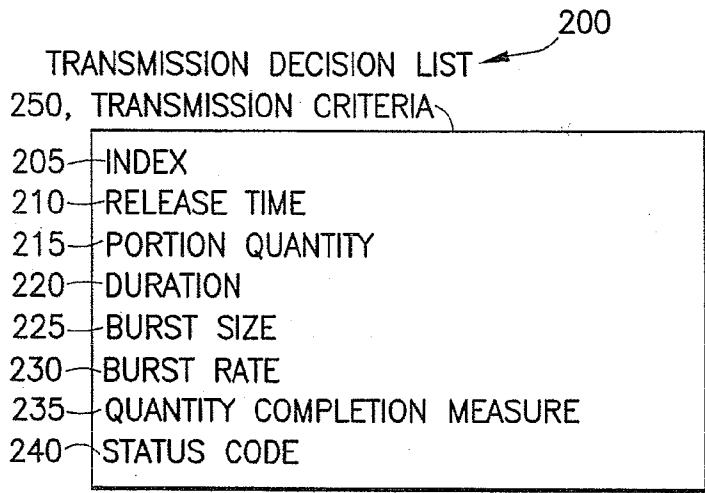 200
TRANSMISSION DECISION LIST
250, TRANSMISSION CRITERIA
205 INDEX
210 RELEASE TIME
215 PORTION QUANTITY
220 DURATION
225 BURST SIZE
230 BURST RATE
235 QUANTITY COMPLETION MEASURE
240 STATUS CODE